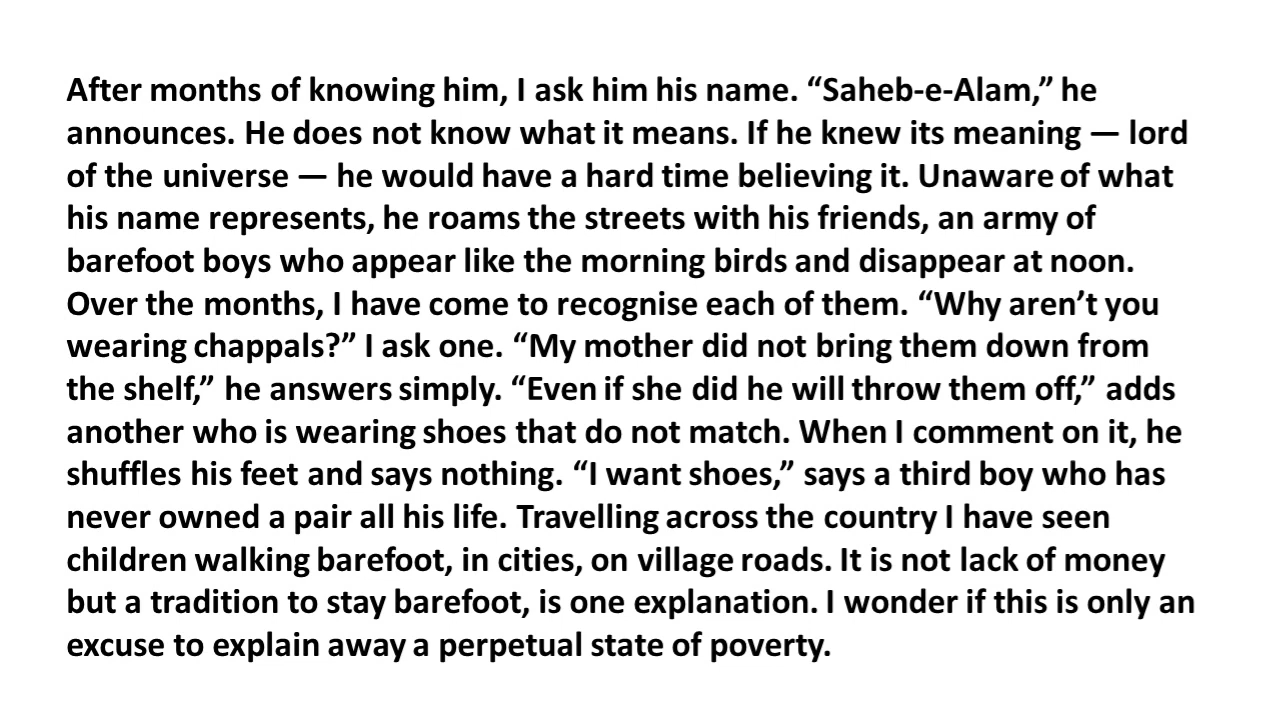 After months of knowing him, I ask him his name. “Saheb-e-Alam,” he
announces. He does not know what it means. If he knew its meaning — lord
of the universe — he would have a hard time believing it. Unaware of what
his name represents, he roams the streets with his friends, an army of
barefoot boys who appear like the morning birds and disappear at noon.
Over the months, I have come to recognise each of them. “Why aren’t you
wearing chappals?” I ask one. “My mother did not bring them down from
the shelf,” he answers simply. “Even if she did he will throw them off,” adds
another who is wearing shoes that do not match. When I comment on it, he
shuffles his feet and says nothing. “I want shoes,” says a third boy who has
never owned a pair all his life. Travelling across the country I have seen
children walking barefoot, in cities, on village roads. It is not lack of money
but a tradition to stay barefoot, is one explanation. I wonder if this is only an
excuse to explain away a perpetual state of poverty.